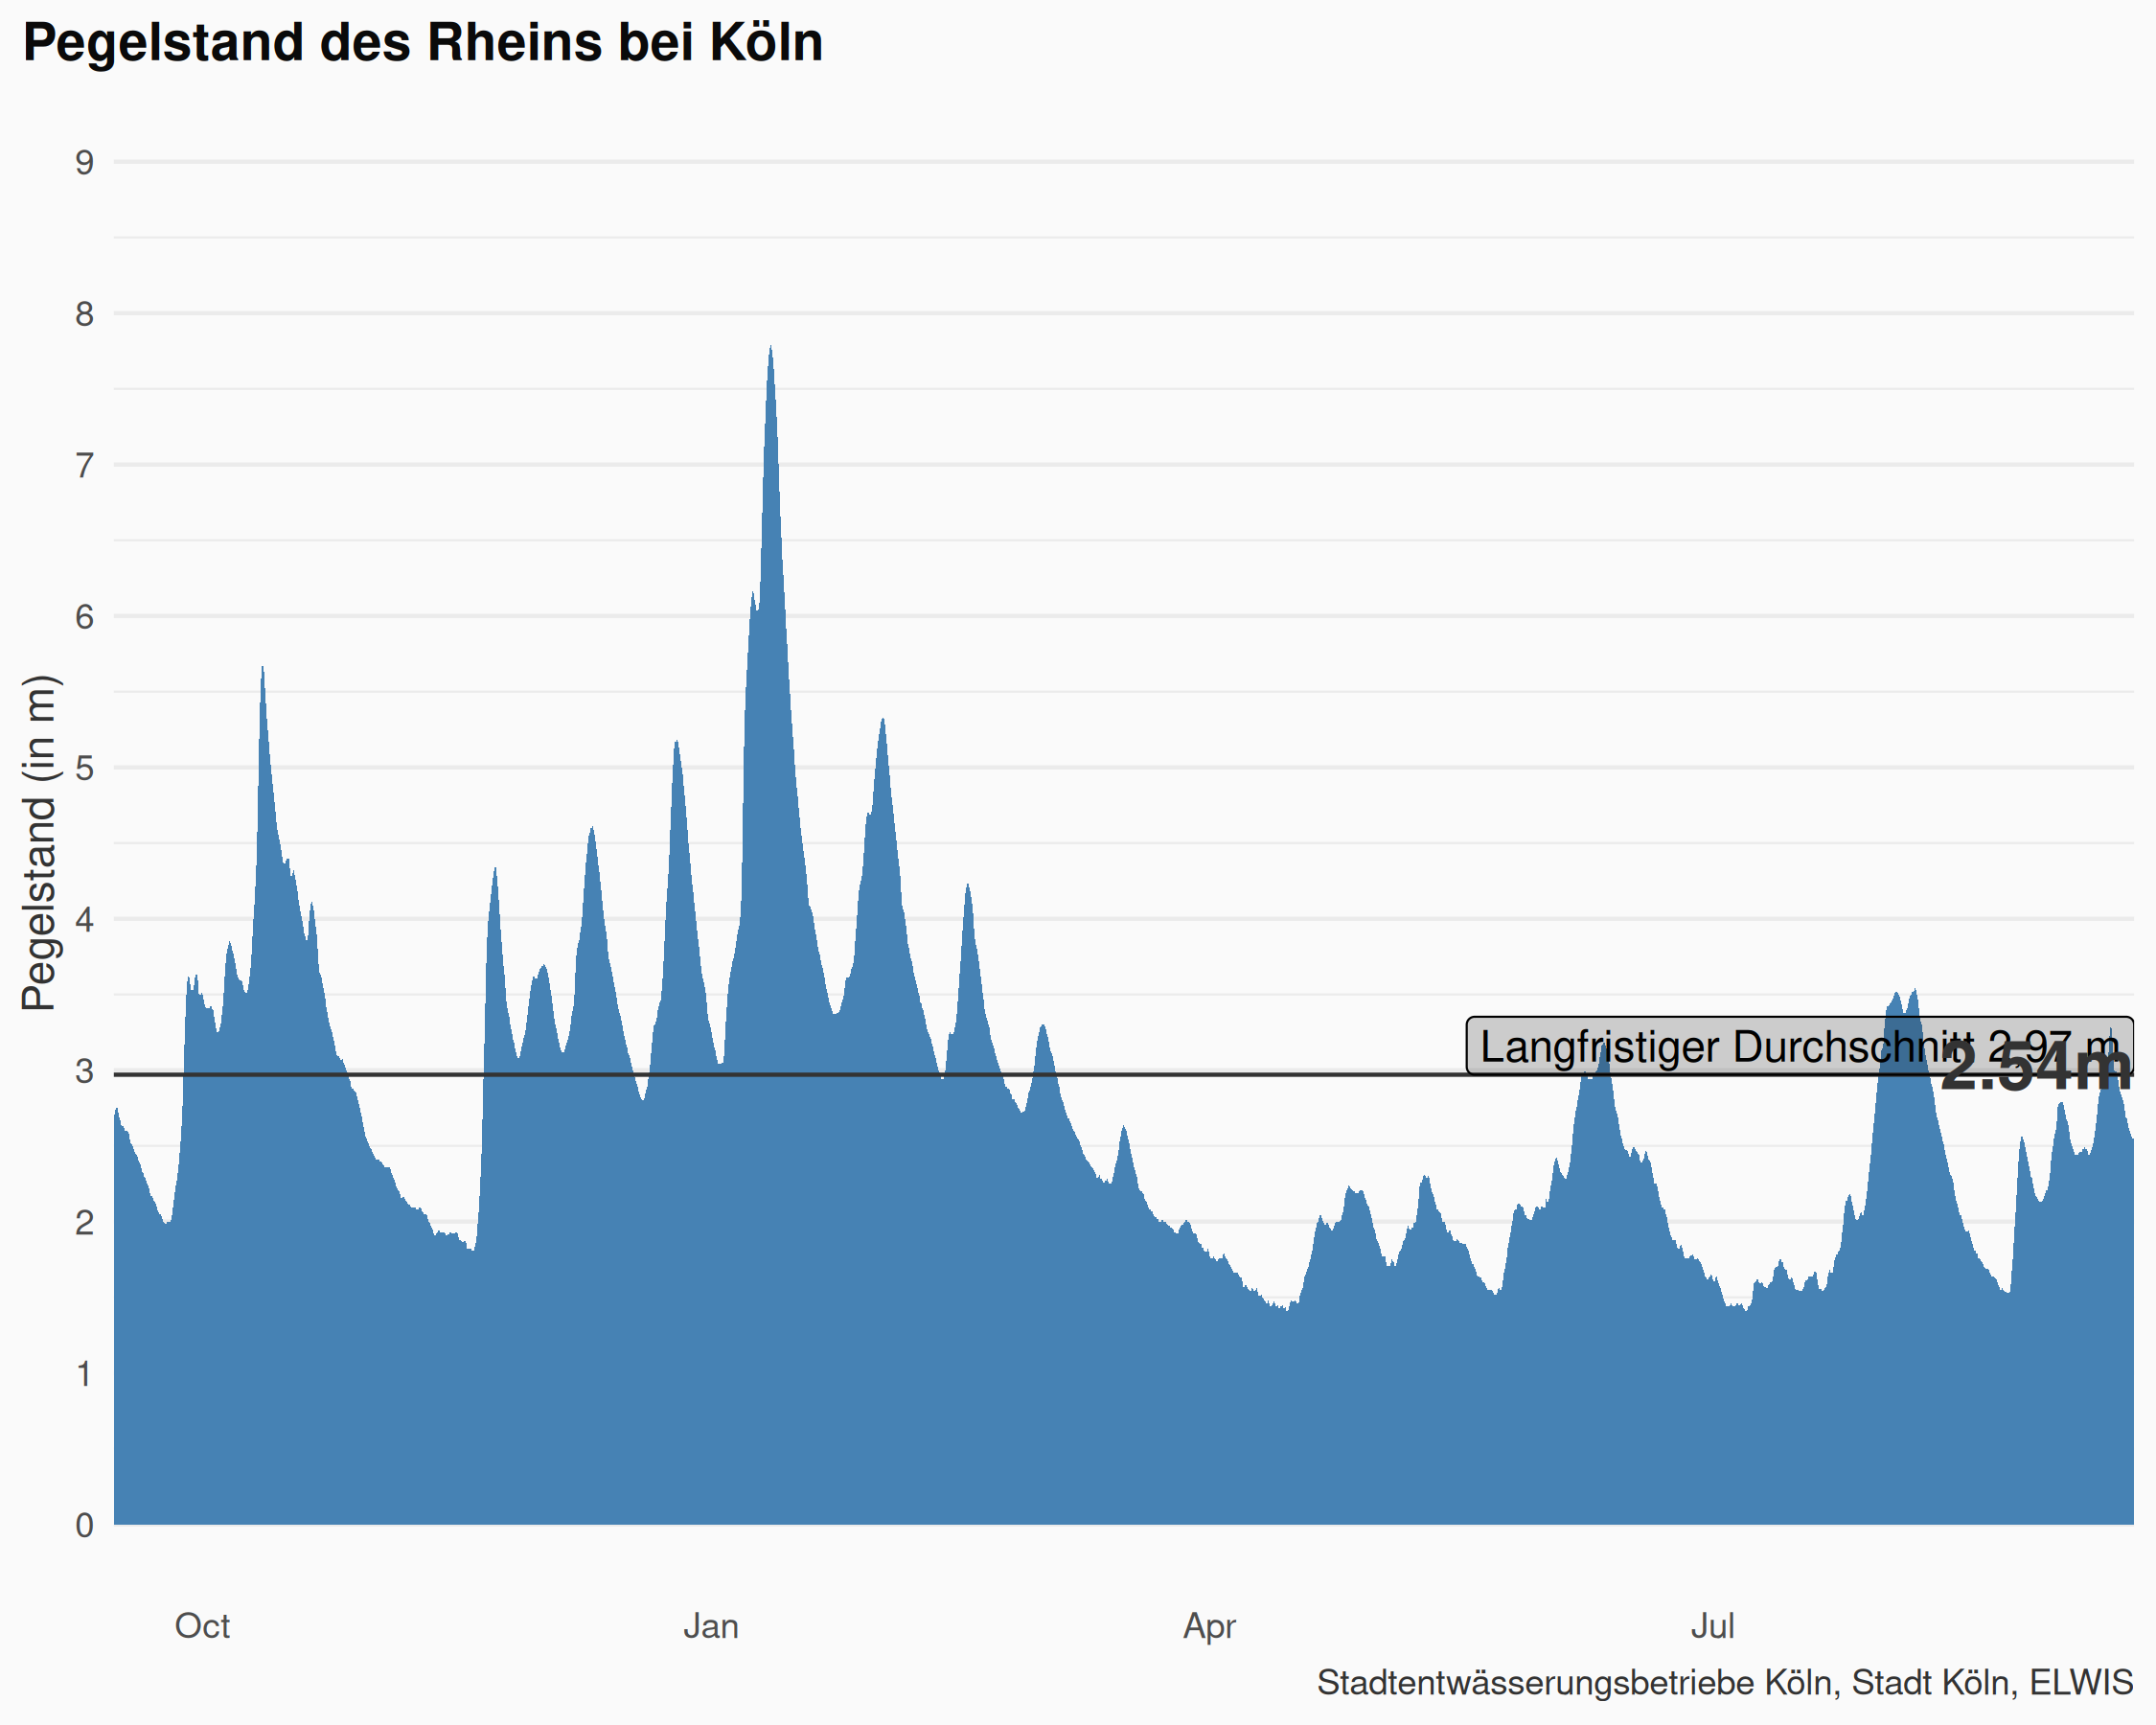 Pegelstand des Rheins bei Köln
Pegelstand (in m)
9
8
7
6
5
4
3
2
1
0
Langfristiger Durchschnitt 2,97 m
2.54m
Oct Jan Apr Jul
Stadtentwässerungsbetriebe Köln, Stadt Köln, ELWIS